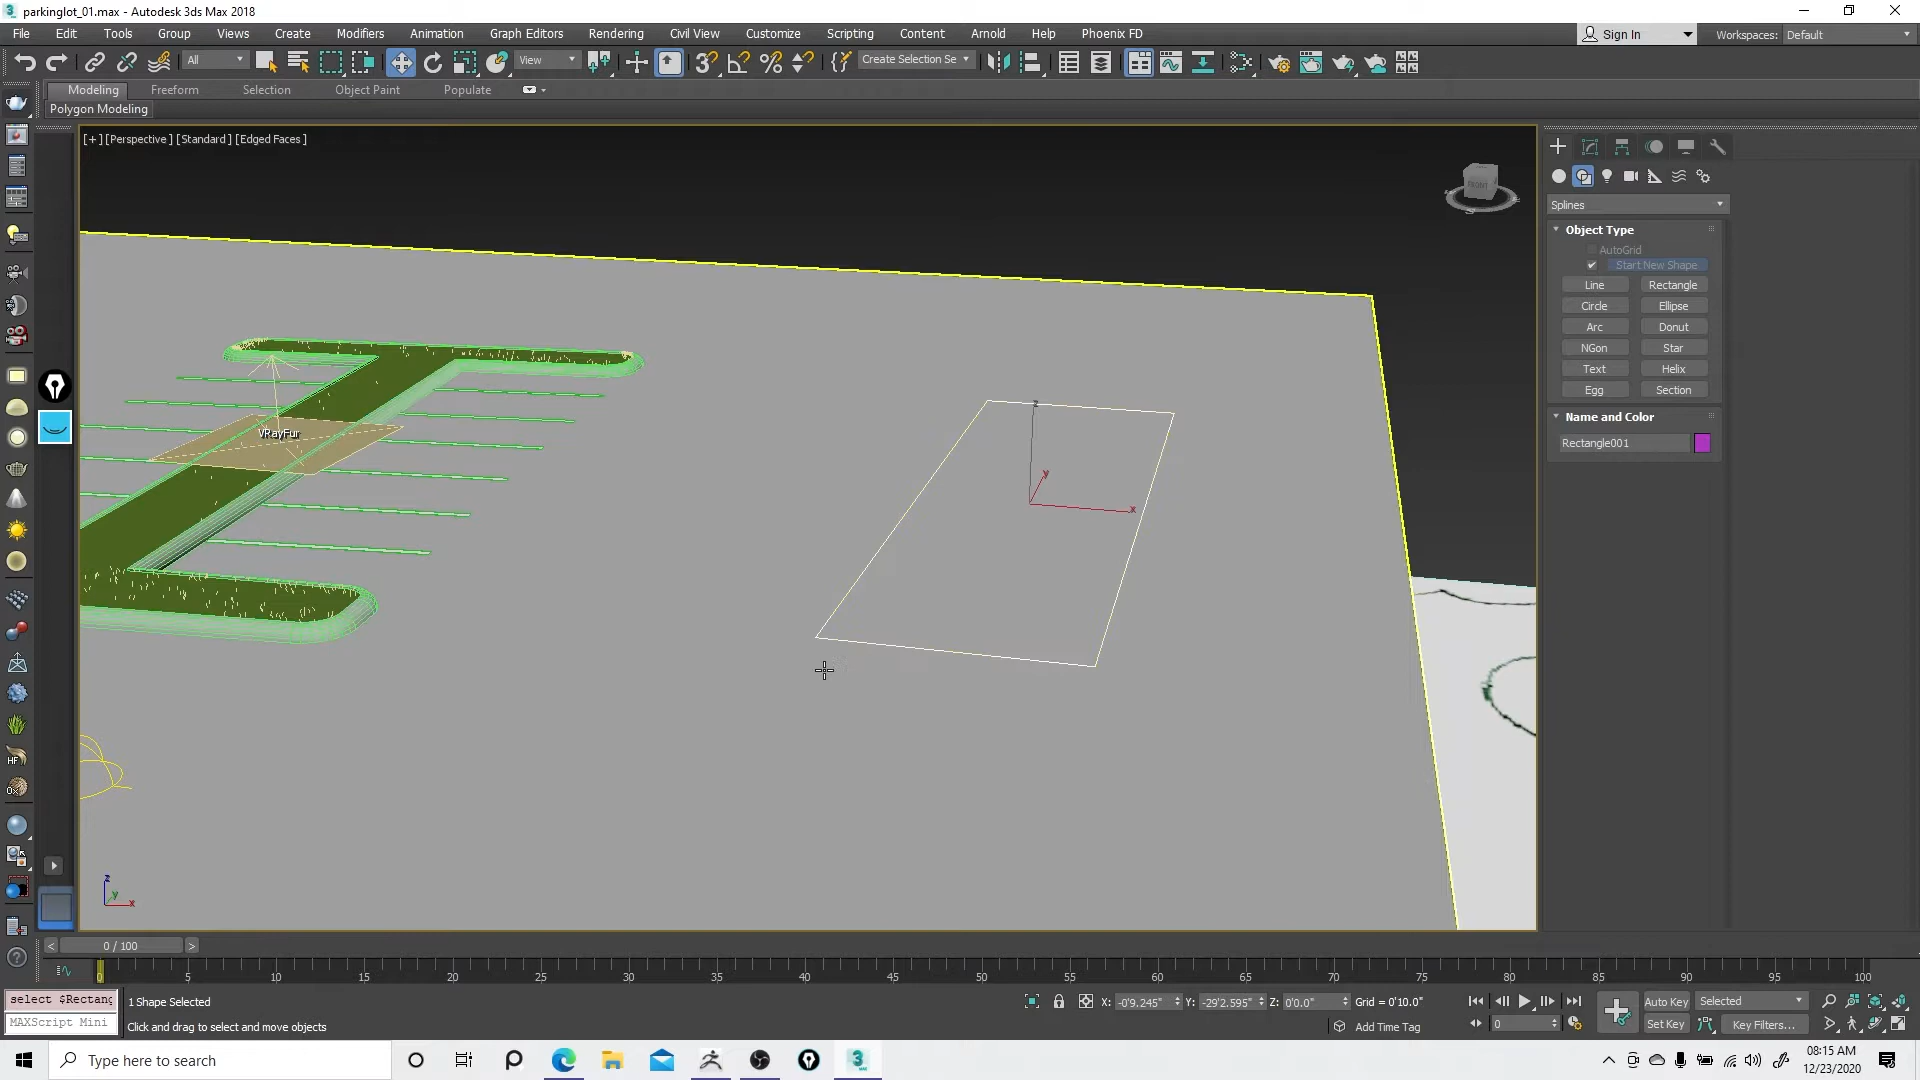 parkinglot_01.max - Autodesk 3ds Max 2018
File Edit Tools Group Views Create Modifiers Animation Graph Editors Rendering Civil View Customize Scripting Content Arnold Help Phoenix FD
Sign In
Workspaces: Default
All
View
Create Selection Se
Modeling Freeform Selection Object Paint Populate
Polygon Modeling
[+] [Perspective] [Standard] [Edged Faces]
Splines
Object Type
AutoGrid
Start New Shape
Line Rectangle
Circle Ellipse
Arc Donut
NGon Star
Text Helix
Egg Section
Name and Color
Rectangle001
FRONT
VRayFur
z
y
x
HF
z
y
x
0 / 100
0 5 10 15 20 25 30 35 40 45 50 55 60 65 70 75 80 85 90 95 100
select $Rectang
MAXScript Mini
1 Shape Selected
Click and drag to select and move objects
X: -0'9.245" Y: -29'2.595" Z: 0'0.0" Grid = 0'10.0"
Add Time Tag
0
Auto Key Selected
Set Key Key Filters...
Type here to search
08:15 AM
12/23/2020